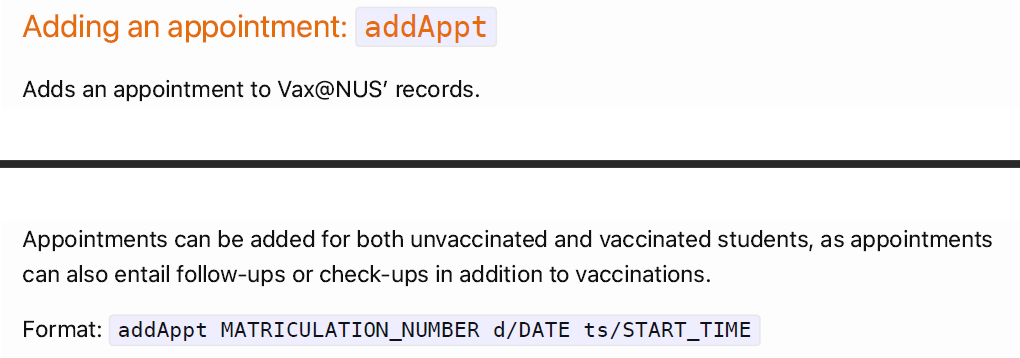 Adding an appointment: addAppt
Adds an appointment to Vax@NUS’ records.
Appointments can be added for both unvaccinated and vaccinated students, as appointments
can also entail follow-ups or check-ups in addition to vaccinations.
Format: addAppt MATRICULATION_NUMBER d/DATE ts/START_TIME